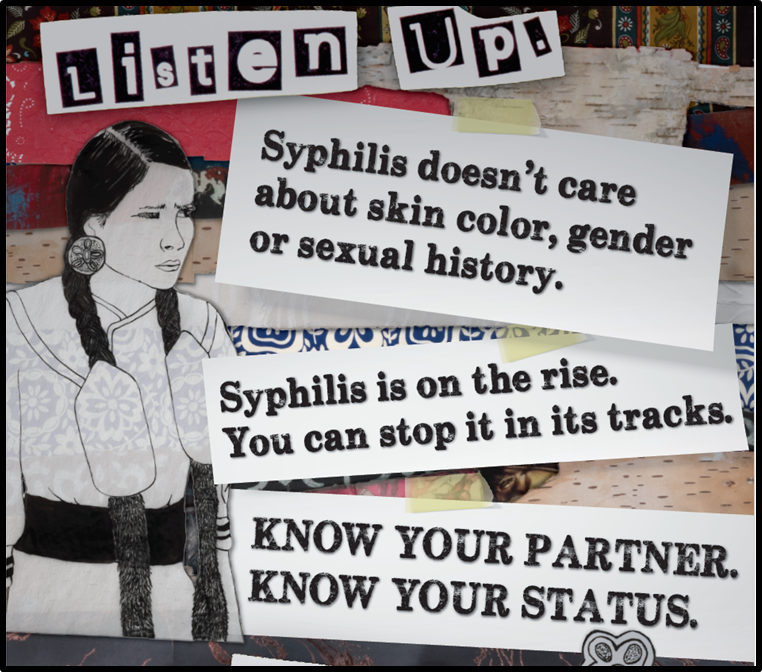 Listen Up!
Syphilis doesn't care
about skin color, gender
or sexual history.
Syphilis is on the rise.
You can stop it in its tracks.
KNOW YOUR PARTNER.
KNOW YOUR STATUS.